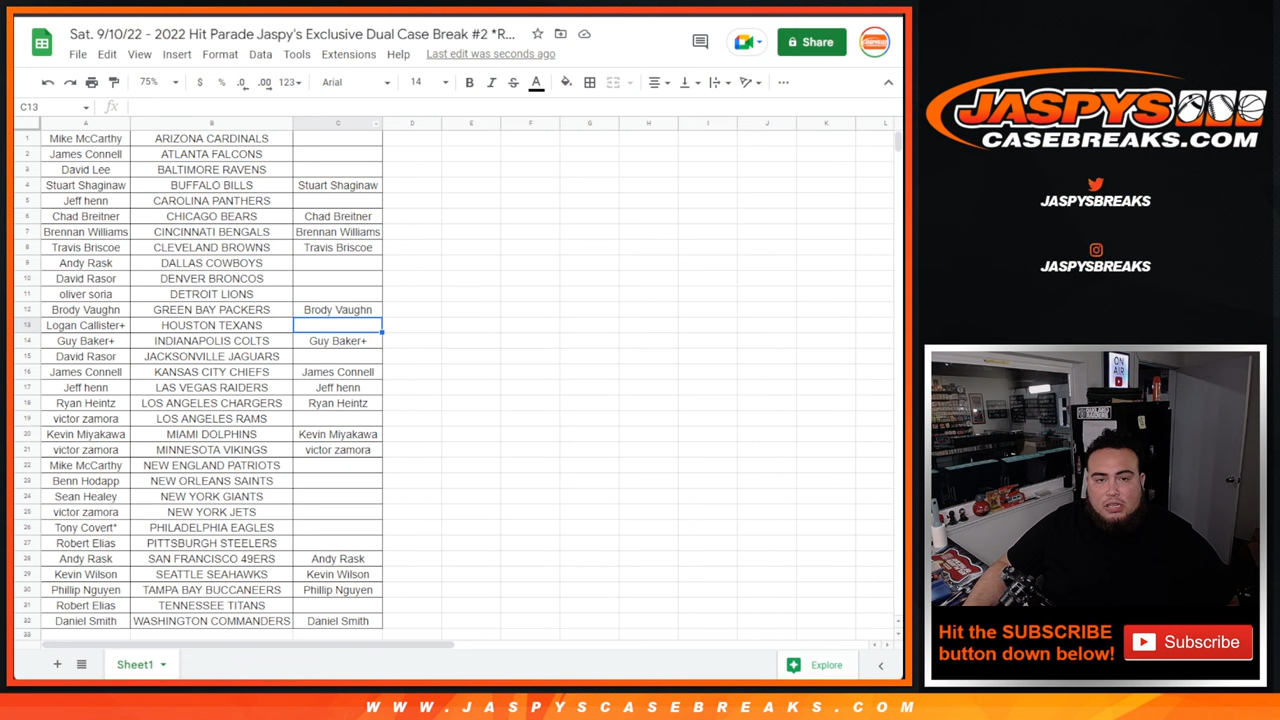 Sat. 9/10/22 - 2022 Hit Parade Jaspy's Exclusive Dual Case Break #2 *R...
Share
File Edit View Insert Format Data Tools Extensions Help Last edit was seconds ago
75% $ % .0 .00 123 Arial 14 B I S A
C13 fx
A B C D E F G H I J K L
1 Mike McCarthy ARIZONA CARDINALS
2 James Connell ATLANTA FALCONS
3 David Lee BALTIMORE RAVENS
4 Stuart Shaginaw BUFFALO BILLS Stuart Shaginaw
5 Jeff henn CAROLINA PANTHERS
6 Chad Breitner CHICAGO BEARS Chad Breitner
7 Brennan Williams CINCINNATI BENGALS Brennan Williams
8 Travis Briscoe CLEVELAND BROWNS Travis Briscoe
9 Andy Rask DALLAS COWBOYS
10 David Rasor DENVER BRONCOS
11 oliver soria DETROIT LIONS
12 Brody Vaughn GREEN BAY PACKERS Brody Vaughn
13 Logan Callister+ HOUSTON TEXANS
14 Guy Baker+ INDIANAPOLIS COLTS Guy Baker+
15 David Rasor JACKSONVILLE JAGUARS
16 James Connell KANSAS CITY CHIEFS James Connell
17 Jeff henn LAS VEGAS RAIDERS Jeff henn
18 Ryan Heintz LOS ANGELES CHARGERS Ryan Heintz
19 victor zamora LOS ANGELES RAMS
20 Kevin Miyakawa MIAMI DOLPHINS Kevin Miyakawa
21 victor zamora MINNESOTA VIKINGS victor zamora
22 Mike McCarthy NEW ENGLAND PATRIOTS
23 Benn Hodapp NEW ORLEANS SAINTS
24 Sean Healey NEW YORK GIANTS
25 victor zamora NEW YORK JETS
26 Tony Covert* PHILADELPHIA EAGLES
27 Robert Elias PITTSBURGH STEELERS
28 Andy Rask SAN FRANCISCO 49ERS Andy Rask
29 Kevin Wilson SEATTLE SEAHAWKS Kevin Wilson
30 Phillip Nguyen TAMPA BAY BUCCANEERS Phillip Nguyen
31 Robert Elias TENNESSEE TITANS
32 Daniel Smith WASHINGTON COMMANDERS Daniel Smith
33
Sheet1
Explore
JASPYS
CASEBREAKS.COM
JASPYSBREAKS
JASPYSBREAKS
ON
AIR
Hit the SUBSCRIBE
button down below!
Subscribe
WWW.JASPYSCASEBREAKS.COM